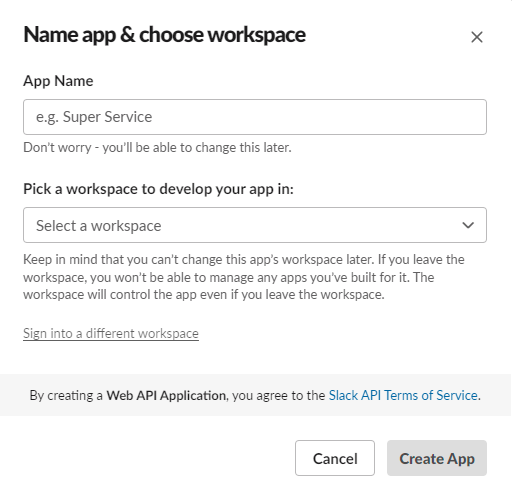 Name app & choose workspace
App Name
e.g. Super Service
Don't worry - you'll be able to change this later.
Pick a workspace to develop your app in:
Select a workspace
Keep in mind that you can't change this app's workspace later. If you leave the
workspace, you won't be able to manage any apps you've built for it. The
workspace will control the app even if you leave the workspace.
Sign into a different workspace
By creating a Web API Application, you agree to the Slack API Terms of Service.
Cancel
Create App